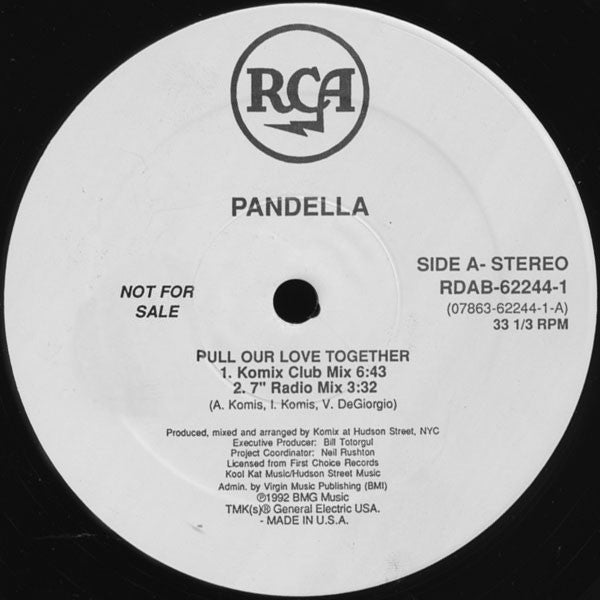 RCA
PANDELLA
SIDE A- STEREO
RDAB-62244-1
(07863-62244-1-A)
33 1/3 RPM
NOT FOR
SALE
PULL OUR LOVE TOGETHER
1. Komix Club Mix 6:43
2. 7" Radio Mix 3:32
(A. Komis, I. Komis, V. DeGiorgio)
Produced, mixed and arranged by Komix at Hudson Street, NYC
Executive Producer: Bill Totorgul
Project Coordinator: Neil Rushton
Licensed from First Choice Records
Kool Kat Music/Hudson Street Music
Admin. by Virgin Music Publishing (BMI)
℗1992 BMG Music
TMK(s)® General Electric USA.
- MADE IN U.S.A.